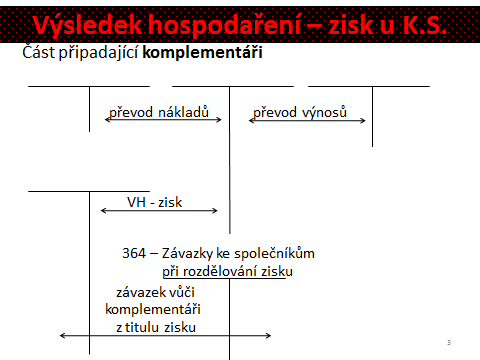 Výsledek hospodaření – zisk u K.S.
Část připadající komplementáři
převod nákladů
převod výnosů
VH - zisk
364 – Závazky ke společníkům
při rozdělování zisku
závazek vůči
komplementáři
z titulu zisku
3